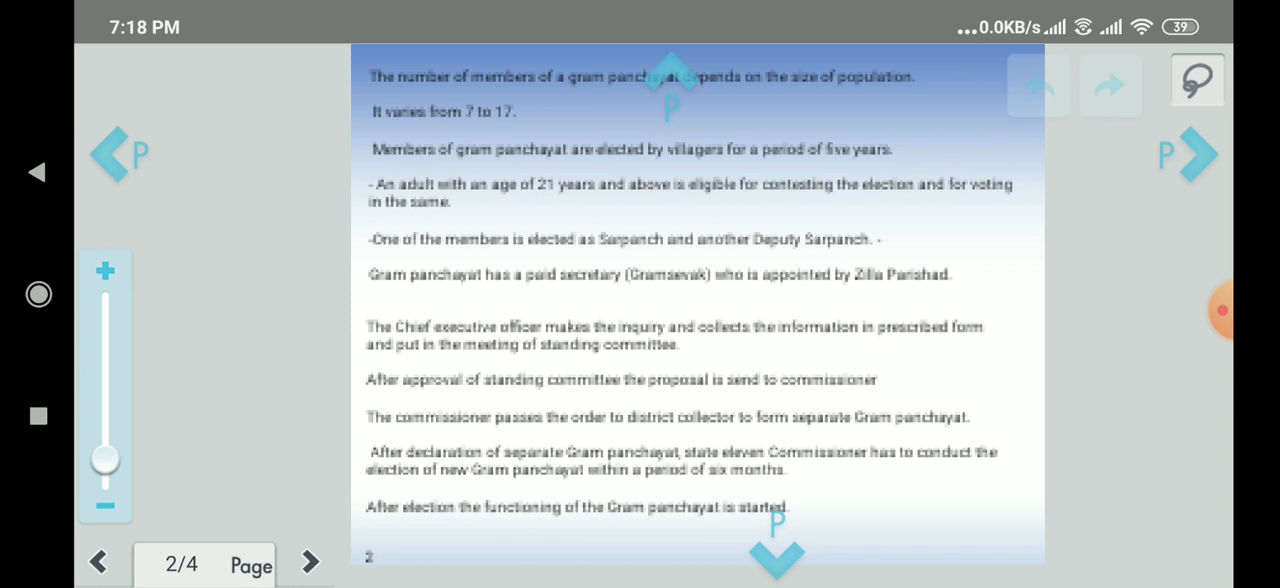 7:18 PM
...0.0KB/s
39
The number of members of a gram panchayat depends on the size of population.
It varies from 7 to 17.
P
P
P
Members of gram panchayat are elected by villagers for a period of five years.
- An adult with an age of 21 years and above is eligible for contesting the election and for voting
in the same.
-One of the members is elected as Sarpanch and another Deputy Sarpanch. -
Gram panchayat has a paid secretary (Gramsevak) who is appointed by Zilla Parishad.
The Chief executive officer makes the inquiry and collects the information in prescribed form
and put in the meeting of standing committee.
After approval of standing committee the proposal is send to commissioner
The commissioner passes the order to district collector to form separate Gram panchayat.
After declaration of separate Gram panchayat, state eleven Commissioner has to conduct the
election of new Gram panchayat within a period of six months.
After election the functioning of the Gram panchayat is started.
P
2
2/4 Page